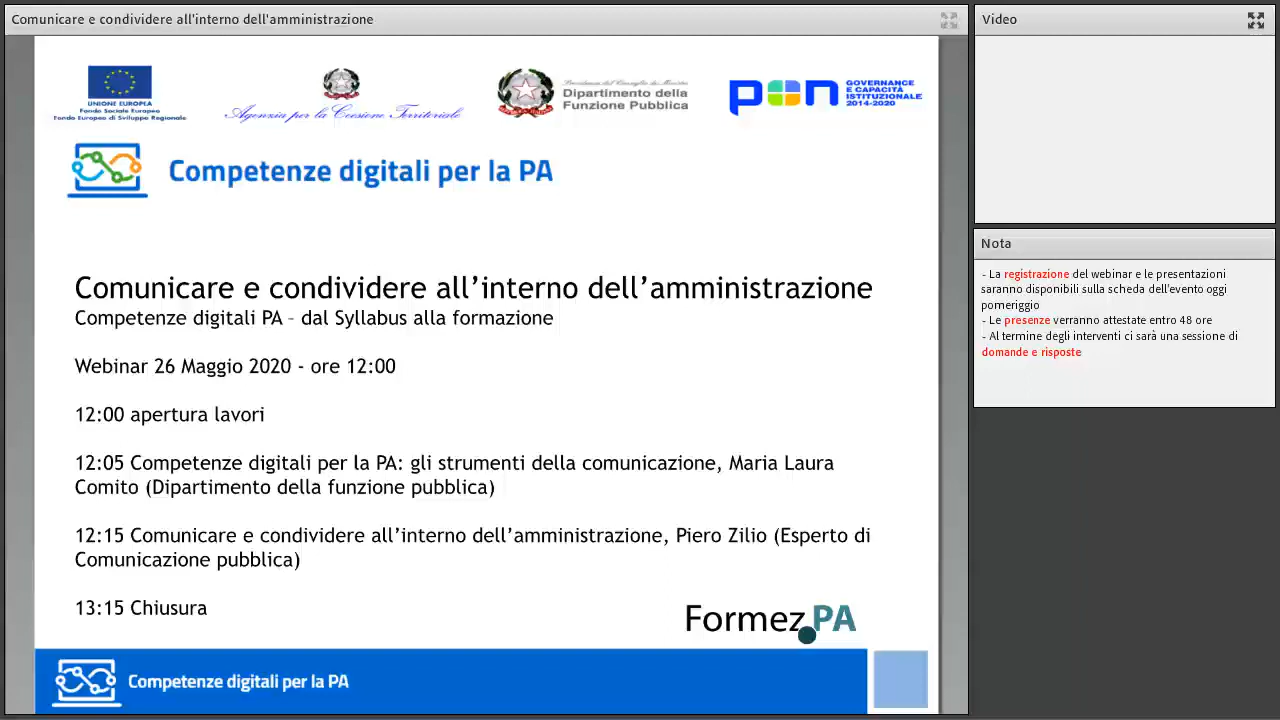 Comunicare e condividere all'interno dell'amministrazione
UNIONE EUROPEA
Fondo Sociale Europeo
Fondo Europeo di Sviluppo Regionale
Agenzia per la Coesione Territoriale
Presidenza del Consiglio dei Ministri
Dipartimento della
Funzione Pubblica
pon
GOVERNANCE
E CAPACITÀ
ISTITUZIONALE
2014-2020
Competenze digitali per la PA
Comunicare e condividere all’interno dell’amministrazione
Competenze digitali PA – dal Syllabus alla formazione
Webinar 26 Maggio 2020 - ore 12:00
12:00 apertura lavori
12:05 Competenze digitali per la PA: gli strumenti della comunicazione, Maria Laura
Comito (Dipartimento della funzione pubblica)
12:15 Comunicare e condividere all’interno dell’amministrazione, Piero Zilio (Esperto di
Comunicazione pubblica)
13:15 Chiusura
Formez PA
Competenze digitali per la PA
Video
Nota
- La registrazione del webinar e le presentazioni
saranno disponibili sulla scheda dell'evento oggi
pomeriggio
- Le presenze verranno attestate entro 48 ore
- Al termine degli interventi ci sarà una sessione di
domande e risposte